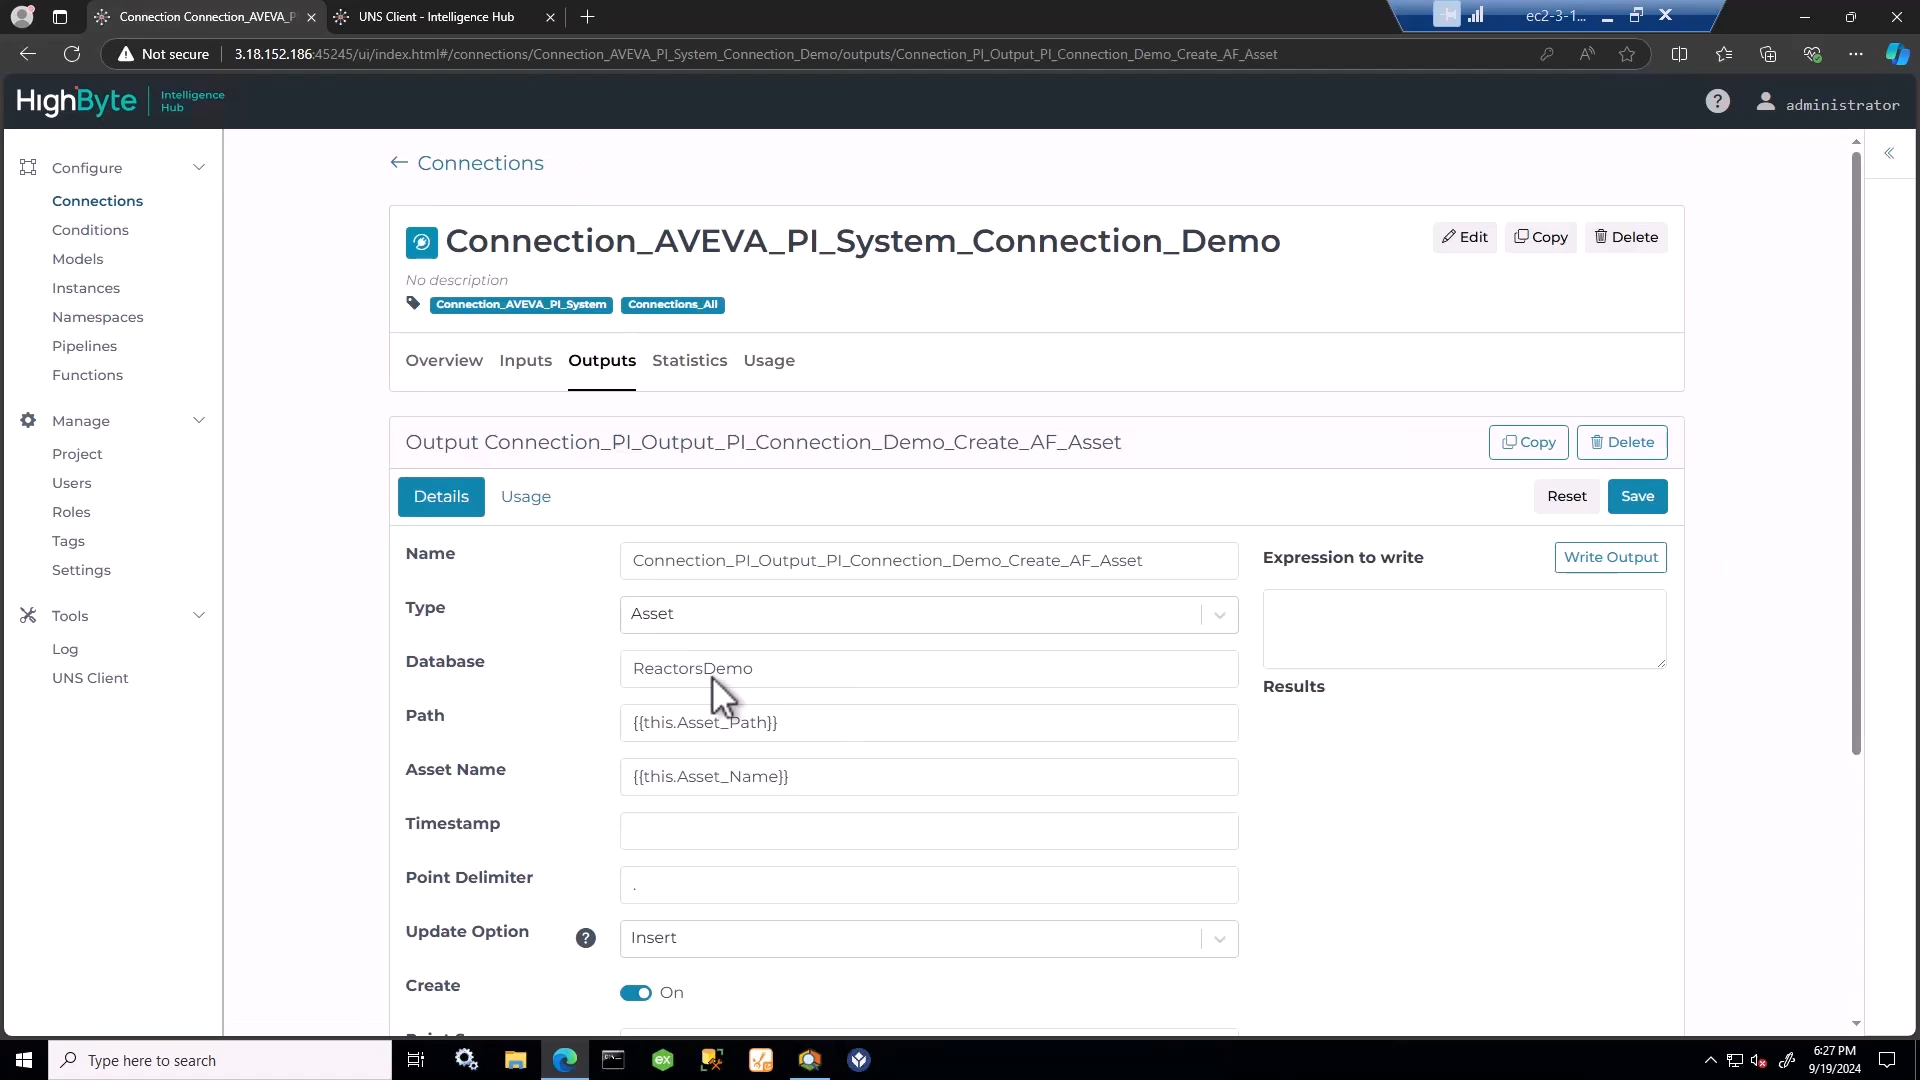 Connection Connection_AVEVA_P
UNS Client - Intelligence Hub
ec2-3-1...
Not secure
3.18.152.186:45245/ui/index.html#/connections/Connection_AVEVA_PI_System_Connection_Demo/outputs/Connection_PI_Output_PI_Connection_Demo_Create_AF_Asset
HighByte
Intelligence
Hub
?
administrator
Configure
Connections
Conditions
Models
Instances
Namespaces
Pipelines
Functions
Manage
Project
Users
Roles
Tags
Settings
Tools
Log
UNS Client
← Connections
Connection_AVEVA_PI_System_Connection_Demo
Edit
Copy
Delete
No description
Connection_AVEVA_PI_System
Connections_All
Overview
Inputs
Outputs
Statistics
Usage
Output Connection_PI_Output_PI_Connection_Demo_Create_AF_Asset
Copy
Delete
Details
Usage
Reset
Save
Name
Connection_PI_Output_PI_Connection_Demo_Create_AF_Asset
Type
Asset
Database
ReactorsDemo
Path
{{this.Asset_Path}}
Asset Name
{{this.Asset_Name}}
Timestamp
Point Delimiter
.
Update Option
?
Insert
Create
On
Expression to write
Write Output
Results
Type here to search
ex
6:27 PM
9/19/2024